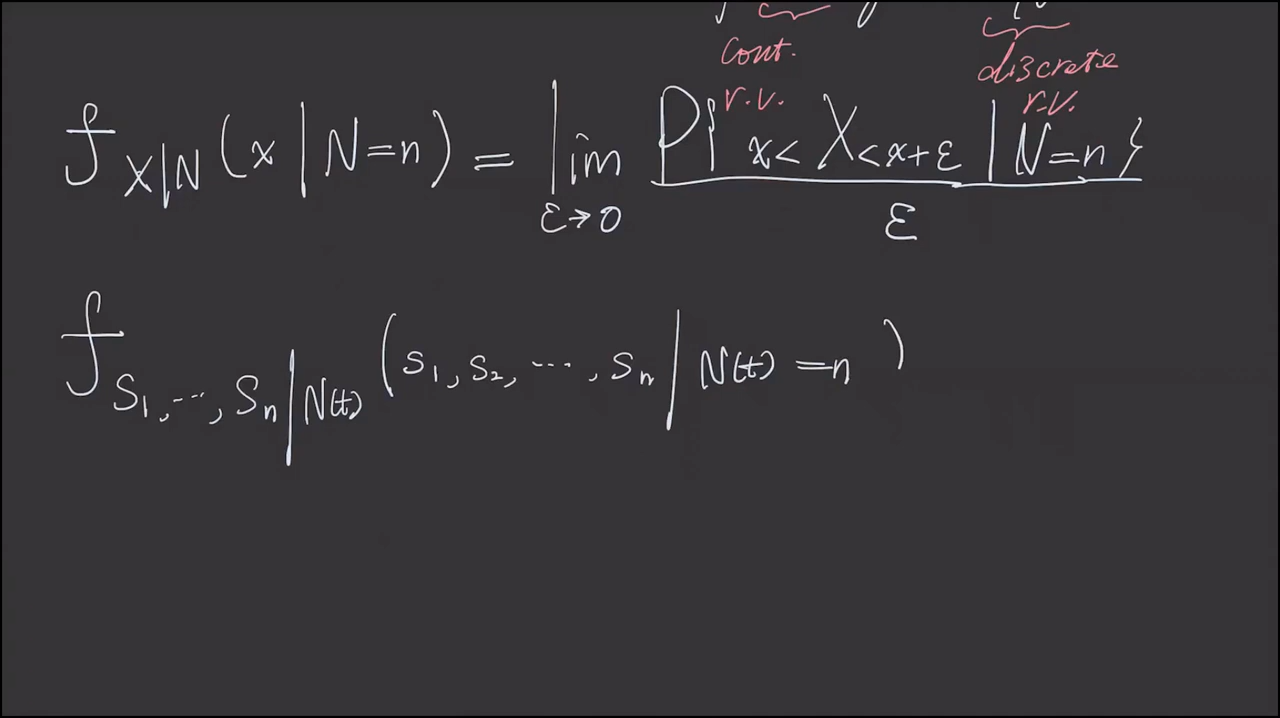 cont. discrete
r.v. r.v.
f_{X|N}(x | N=n) = lim_{ε→0} P{x < X < x+ε | N=n} / ε
f_{S_1, ..., S_n | N(t)}(s_1, s_2, ..., s_n | N(t) = n)